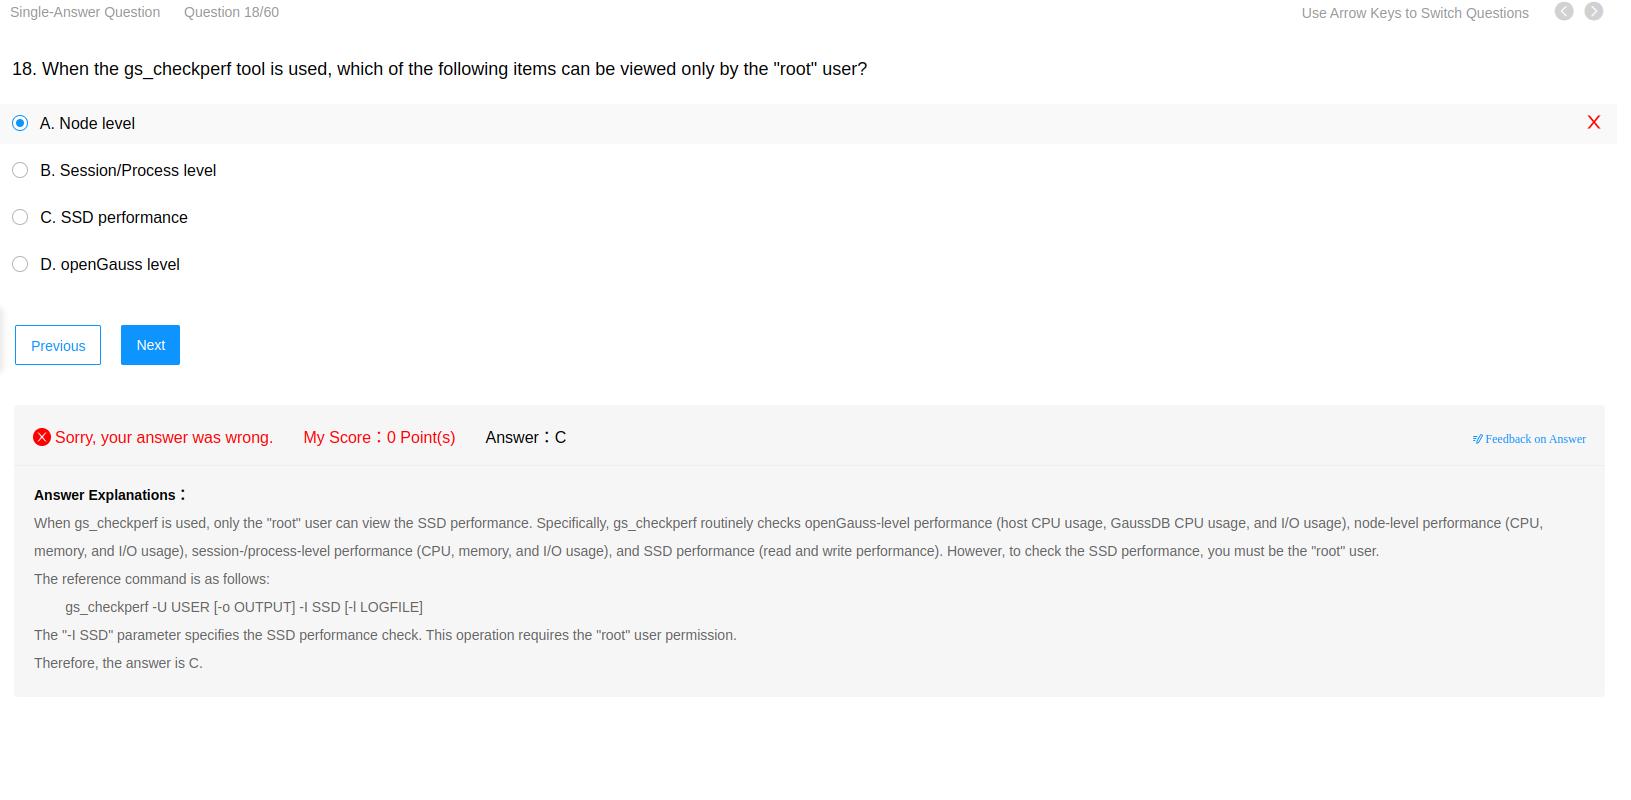 Single-Answer Question Question 18/60 Use Arrow Keys to Switch Questions
18. When the gs_checkperf tool is used, which of the following items can be viewed only by the "root" user?
A. Node level
B. Session/Process level
C. SSD performance
D. openGauss level
Previous Next
Sorry, your answer was wrong. My Score：0 Point(s) Answer：C Feedback on Answer
Answer Explanations：
When gs_checkperf is used, only the "root" user can view the SSD performance. Specifically, gs_checkperf routinely checks openGauss-level performance (host CPU usage, GaussDB CPU usage, and I/O usage), node-level performance (CPU,
memory, and I/O usage), session-/process-level performance (CPU, memory, and I/O usage), and SSD performance (read and write performance). However, to check the SSD performance, you must be the "root" user.
The reference command is as follows:
gs_checkperf -U USER [-o OUTPUT] -I SSD [-l LOGFILE]
The "-I SSD" parameter specifies the SSD performance check. This operation requires the "root" user permission.
Therefore, the answer is C.